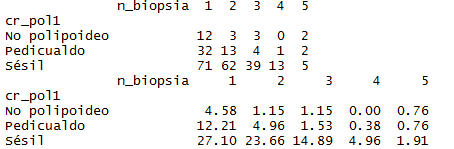 n_biopsia 1 2 3 4 5
cr_pol1
No polipoideo 12 3 3 0 2
Pedicualdo 32 13 4 1 2
Sésil 71 62 39 13 5
n_biopsia 1 2 3 4 5
cr_pol1
No polipoideo 4.58 1.15 1.15 0.00 0.76
Pedicualdo 12.21 4.96 1.53 0.38 0.76
Sésil 27.10 23.66 14.89 4.96 1.91